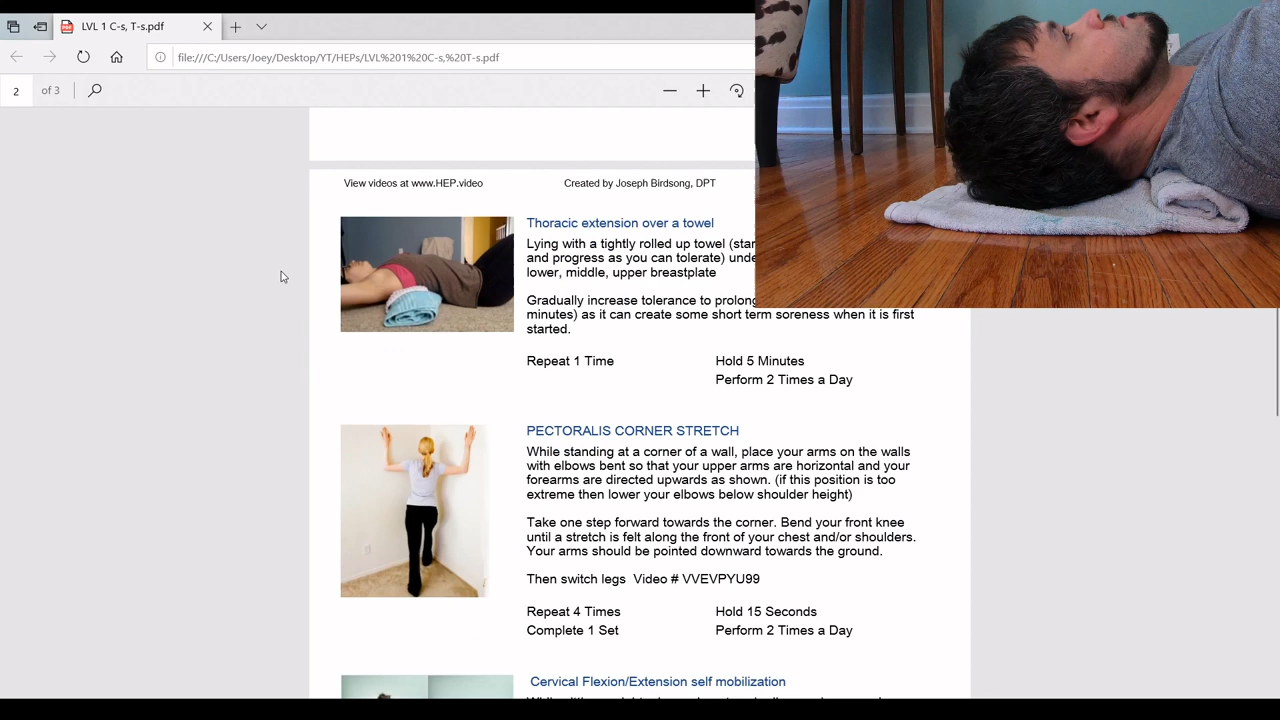 LVL 1 C-s, T-s.pdf
file:///C:/Users/Joey/Desktop/YT/HEPs/LVL%201%20C-s,%20T-s.pdf
2 of 3
View videos at www.HEP.video
Created by Joseph Birdsong, DPT
Thoracic extension over a towel
Lying with a tightly rolled up towel
and progress as you can tolerate)
lower, middle, upper breastplate
Gradually increase tolerance to
minutes) as it can create some short term soreness when it is first
started.
Repeat 1 Time
Hold 5 Minutes
Perform 2 Times a Day
PECTORALIS CORNER STRETCH
While standing at a corner of a wall, place your arms on the walls
with elbows bent so that your upper arms are horizontal and your
forearms are directed upwards as shown. (if this position is too
extreme then lower your elbows below shoulder height)
Take one step forward towards the corner. Bend your front knee
until a stretch is felt along the front of your chest and/or shoulders.
Your arms should be pointed downward towards the ground.
Then switch legs Video # VVEVPYU99
Repeat 4 Times
Hold 15 Seconds
Complete 1 Set
Perform 2 Times a Day
Cervical Flexion/Extension self mobilization